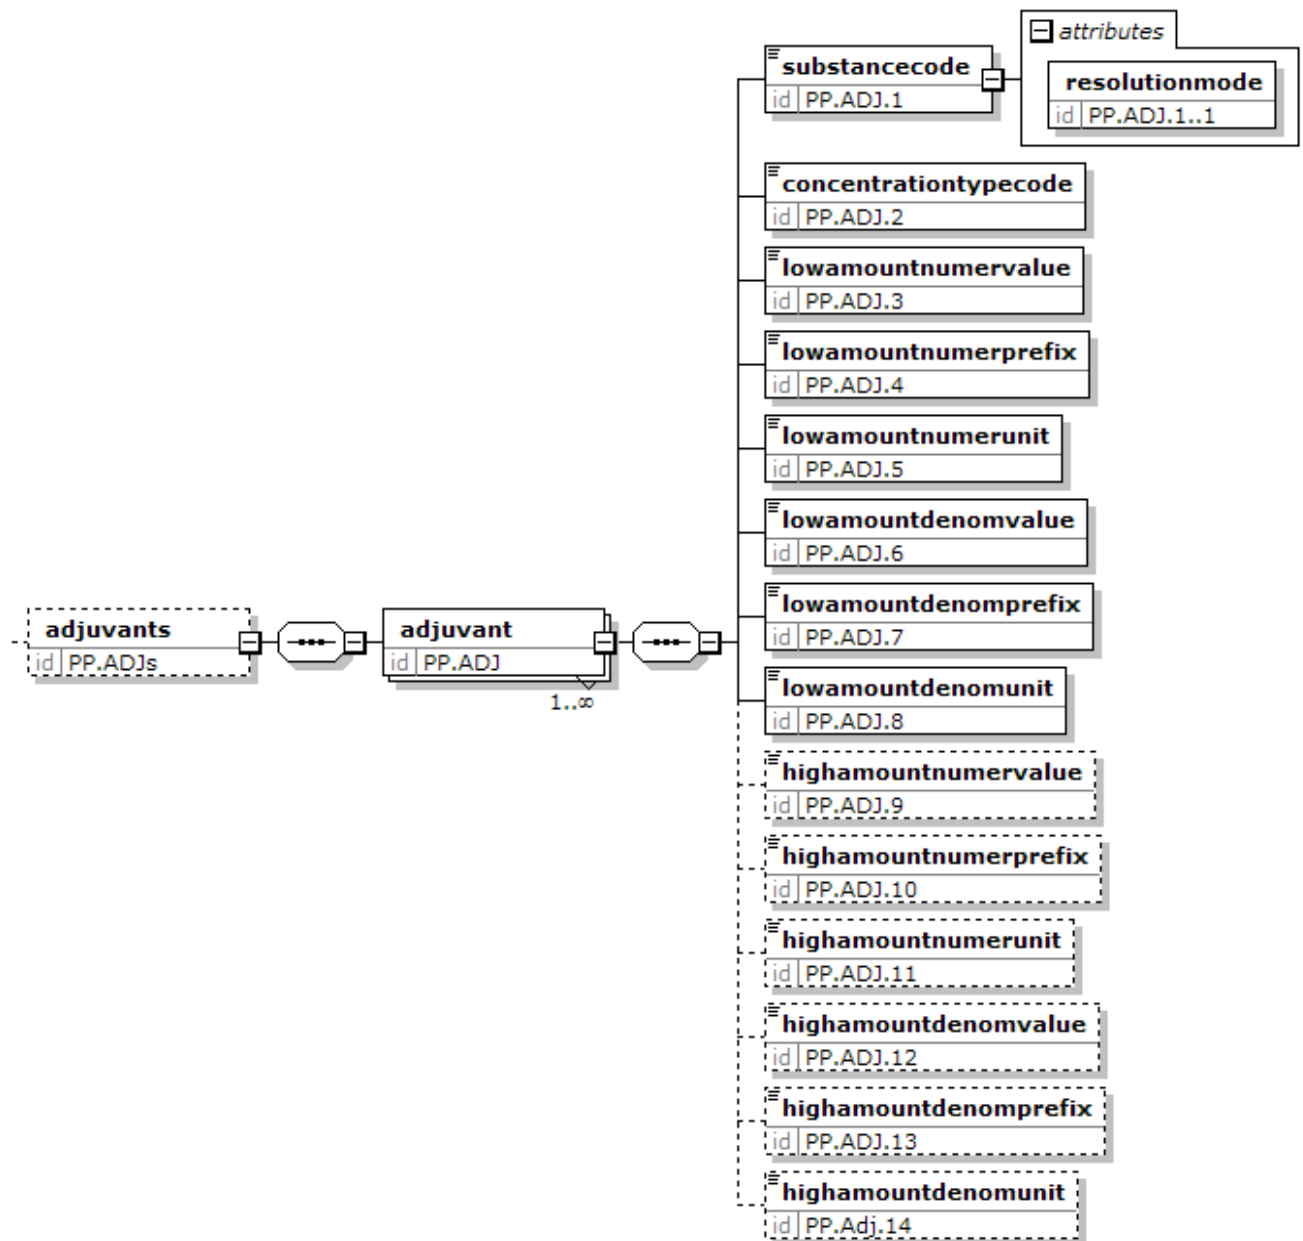 attributes
substancecode
id PP.ADJ.1
resolutionmode
id PP.ADJ.1..1
concentrationtypecode
id PP.ADJ.2
lowamountnumervalue
id PP.ADJ.3
lowamountnumerprefix
id PP.ADJ.4
lowamountnumerunit
id PP.ADJ.5
lowamountdenomvalue
id PP.ADJ.6
lowamountdenomprefix
id PP.ADJ.7
adjuvants
id PP.ADJs
adjuvant
id PP.ADJ
1..∞
lowamountdenomunit
id PP.ADJ.8
highamountnumervalue
id PP.ADJ.9
highamountnumerprefix
id PP.ADJ.10
highamountnumerunit
id PP.ADJ.11
highamountdenomvalue
id PP.ADJ.12
highamountdenomprefix
id PP.ADJ.13
highamountdenomunit
id PP.Adj.14